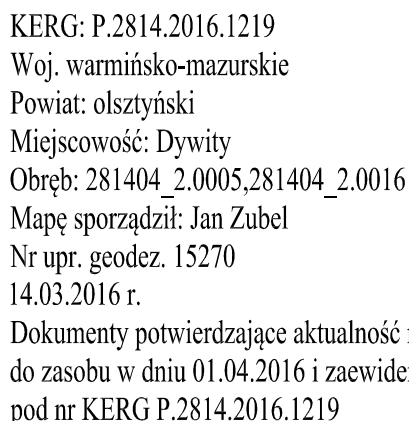 KERG: P.2814.2016.1219
Woj. warmińsko-mazurskie
Powiat: olsztyński
Miejscowość: Dywity
Obręb: 281404_2.0005,281404_2.0016
Mapę sporządził: Jan Zubel
Nr upr. geodez. 15270
14.03.2016 r.
Dokumenty potwierdzające aktualność
do zasobu w dniu 01.04.2016 i
pod nr KERG P.2814.2016.1219